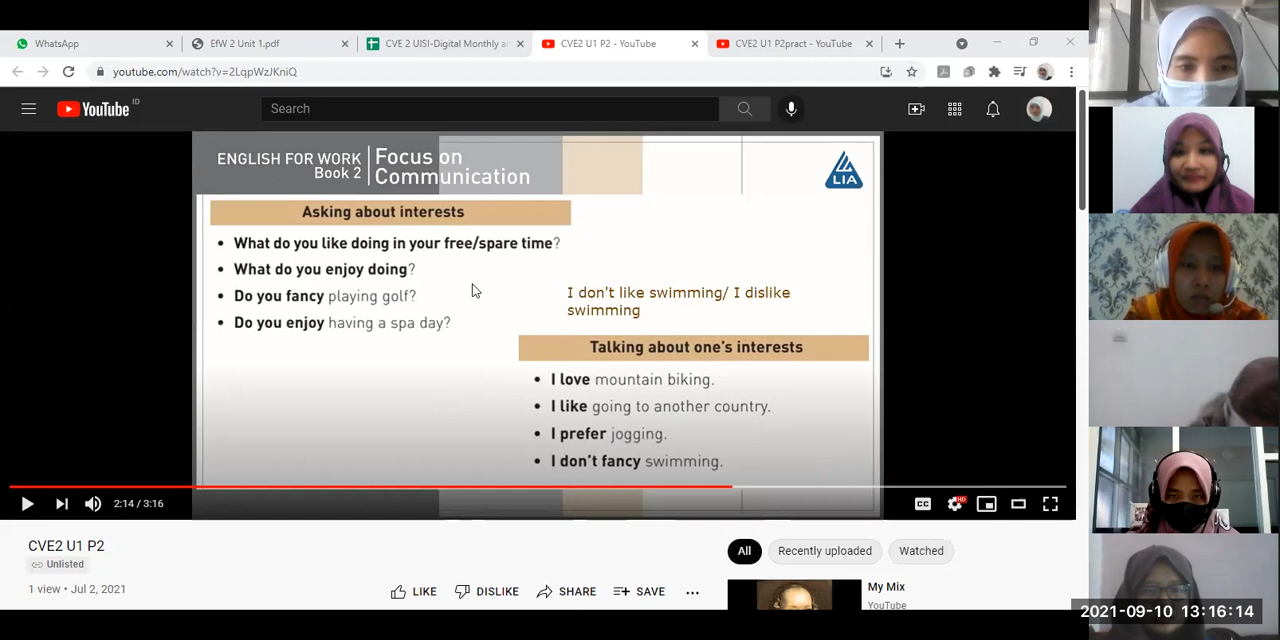 WhatsApp
EfW 2 Unit 1.pdf
CVE 2 UISI-Digital Monthly a
CVE2 U1 P2 - YouTube
CVE2 U1 P2pract - YouTube
youtube.com/watch?v=2LqpWzJKniQ
YouTube ID
Search
ENGLISH FOR WORK
Book 2
Focus on
Communication
LIA
Asking about interests
• What do you like doing in your free/spare time?
• What do you enjoy doing?
• Do you fancy playing golf?
• Do you enjoy having a spa day?
I don't like swimming/ I dislike
swimming
Talking about one's interests
• I love mountain biking.
• I like going to another country.
• I prefer jogging.
• I don't fancy swimming.
2:14 / 3:16
CC
HD
CVE2 U1 P2
Unlisted
1 view • Jul 2, 2021
LIKE
DISLIKE
SHARE
SAVE
All
Recently uploaded
Watched
My Mix
YouTube
2021-09-10 13:16:14